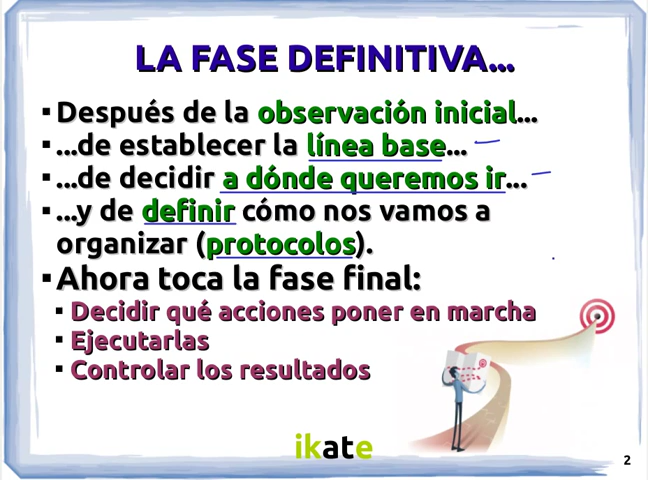 LA FASE DEFINITIVA...
▪Después de la observación inicial...
▪...de establecer la línea base...
▪...de decidir a dónde queremos ir...
▪...y de definir cómo nos vamos a
organizar (protocolos).
▪Ahora toca la fase final:
▪ Decidir qué acciones poner en marcha
▪ Ejecutarlas
▪ Controlar los resultados
ikate
2